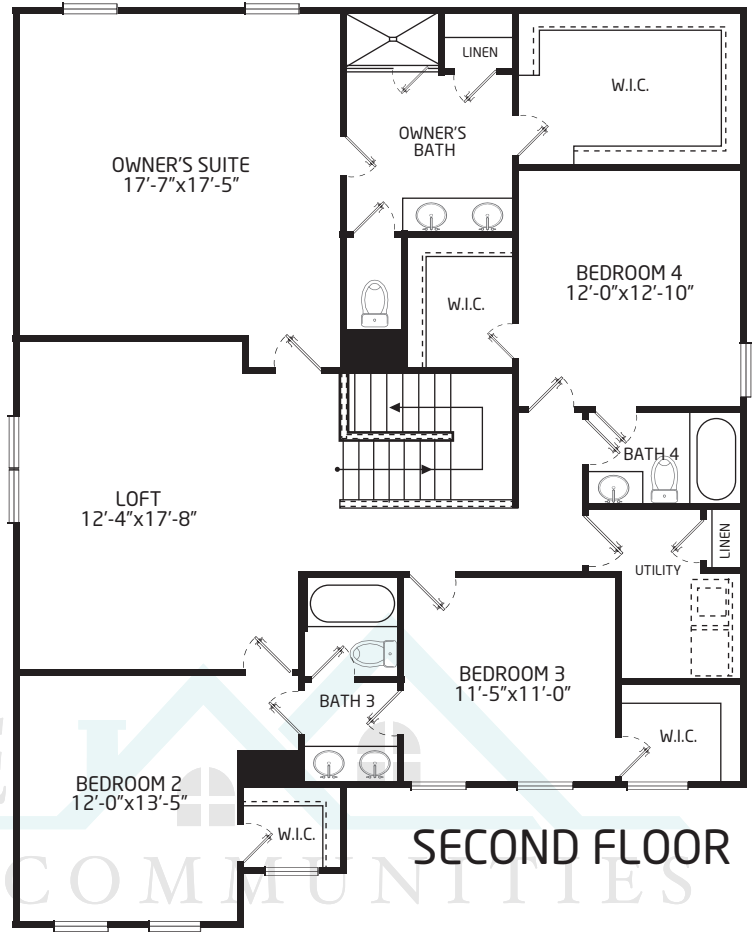 LINEN
W.I.C.
OWNER'S
BATH
OWNER'S SUITE
17'-7"x17'-5"
BEDROOM 4
12'-0"x12'-10"
W.I.C.
BATH 4
LOFT
12'-4"x17'-8"
LINEN
UTILITY
BEDROOM 3
11'-5"x11'-0"
BATH 3
W.I.C.
BEDROOM 2
12'-0"x13'-5"
W.I.C.
SECOND FLOOR
COMMUNITIES